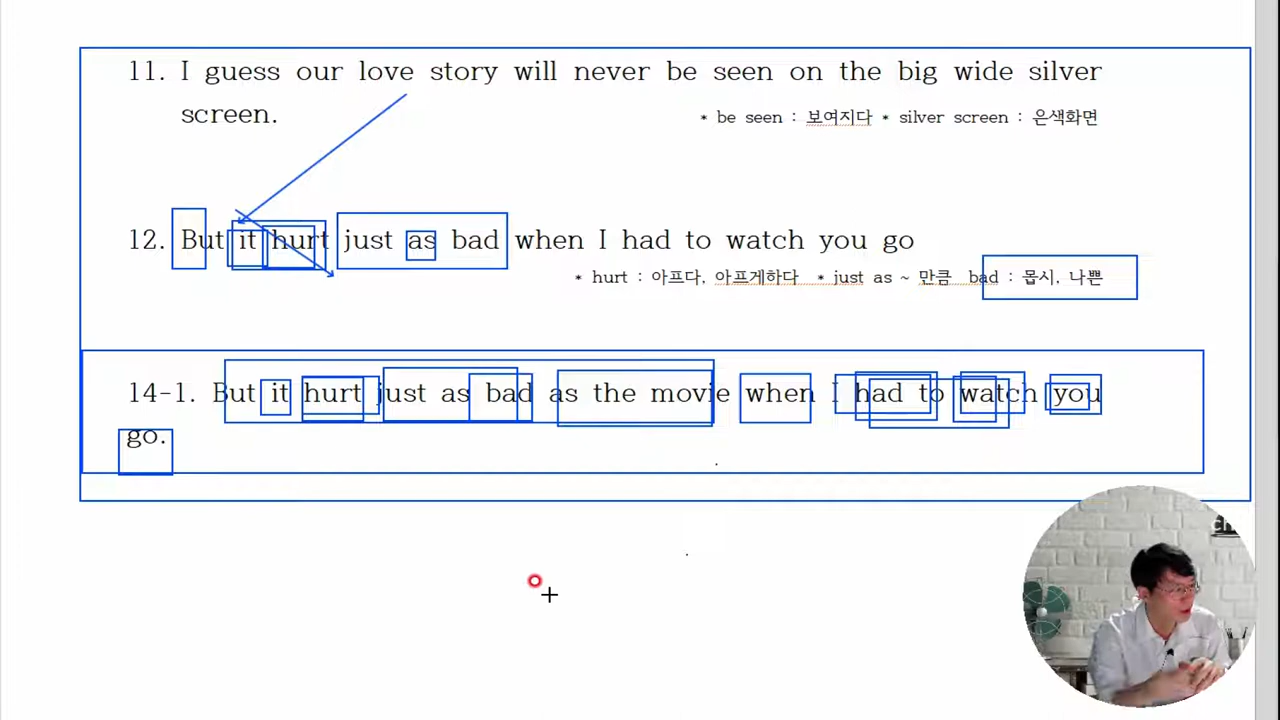 11. I guess our love story will never be seen on the big wide silver
screen.
* be seen : 보여지다 * silver screen : 은색화면
12. But it hurt just as bad when I had to watch you go
* hurt : 아프다, 아프게하다 * just as ~ 만큼 bad : 몹시, 나쁜
14-1. But it hurt just as bad as the movie when I had to watch you
go.